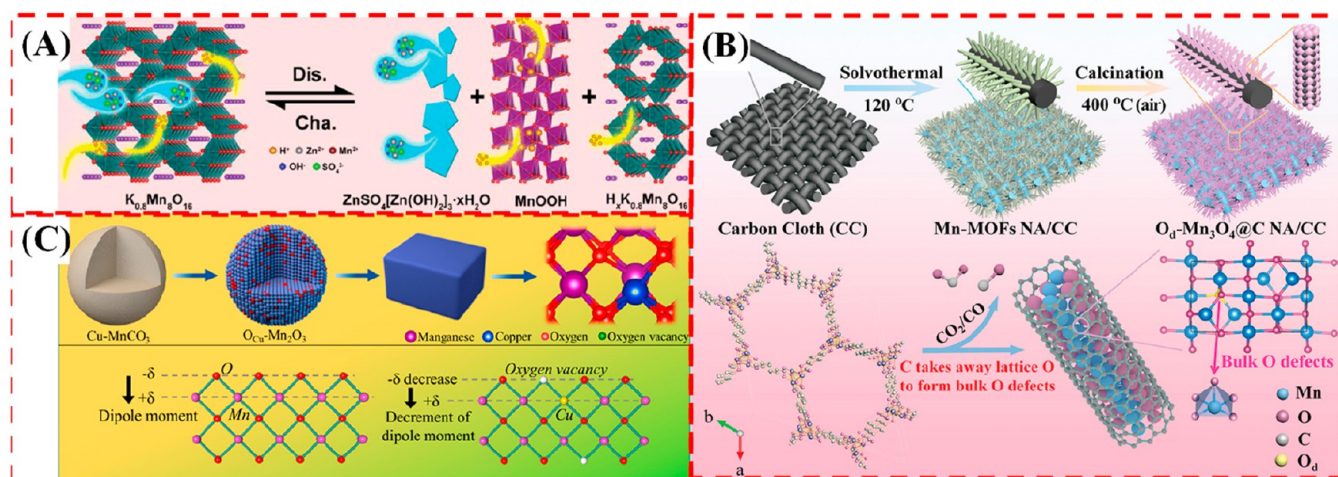 (A)
Dis.
Cha.
H⁺ Zn²⁺ Mn²⁺
OH⁺ SO₄²⁻
+
+
K₀.₈Mn₈O₁₆
ZnSO₄[Zn(OH)₂]₃·xH₂O
MnOOH
HₓK₀.₈Mn₈O₁₆
(B)
Solvothermal
120 °C
Calcination
400 °C (air)
Carbon Cloth (CC)
Mn-MOFs NA/CC
O_d-Mn₃O₄@C NA/CC
CO₂/CO
C takes away lattice O
to form bulk O defects
b
a
Bulk O defects
Mn
O
C
O_d
(C)
Cu-MnCO₃
O_Cu-Mn₂O₃
Manganese Copper Oxygen Oxygen vacancy
-δ
+δ
Dipole moment
O
Mn
-δ decrease
+δ
Decrement of
dipole moment
Oxygen vacancy
Cu